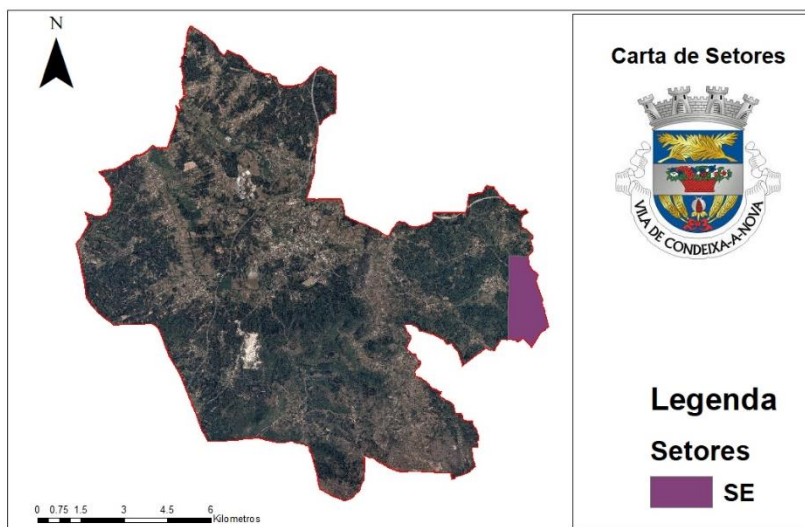 N
Carta de Setores
VILA DE CONDEIXA-A-NOVA
Legenda
Setores
SE
0 0.75 1.5 3 4.5 6
Kilometros